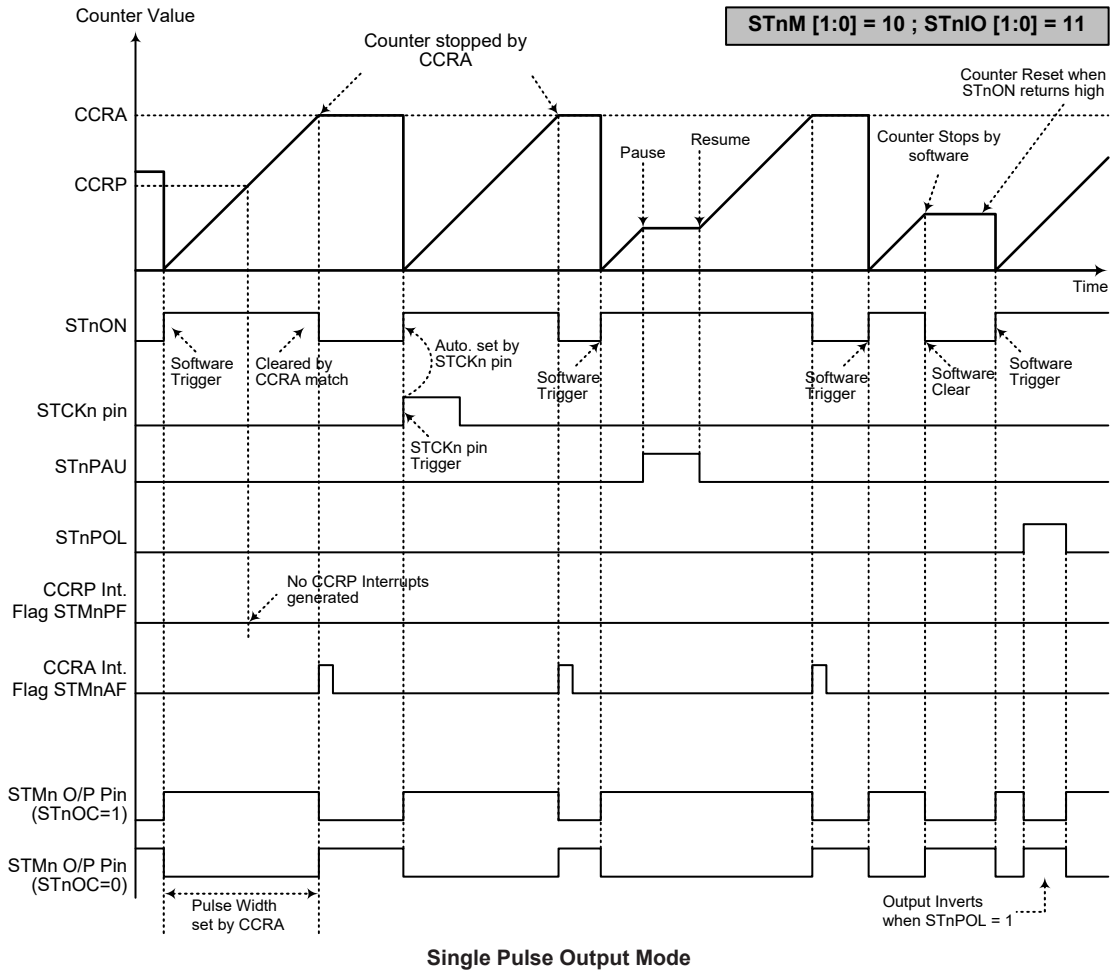 Counter Value
STnM [1:0] = 10 ; STnIO [1:0] = 11
Counter stopped by
CCRA
Counter Reset when
STnON returns high
CCRA
Pause
Resume
Counter Stops by
software
CCRP
Time
STnON
Software
Trigger
Cleared by
CCRA match
Auto. set by
STCKn pin
Software
Trigger
Software
Trigger
Software
Clear
Software
Trigger
STCKn pin
STCKn pin
Trigger
STnPAU
STnPOL
CCRP Int.
Flag STMnPF
No CCRP Interrupts
generated
CCRA Int.
Flag STMnAF
STMn O/P Pin
(STnOC=1)
STMn O/P Pin
(STnOC=0)
Pulse Width
set by CCRA
Output Inverts
when STnPOL = 1
Single Pulse Output Mode